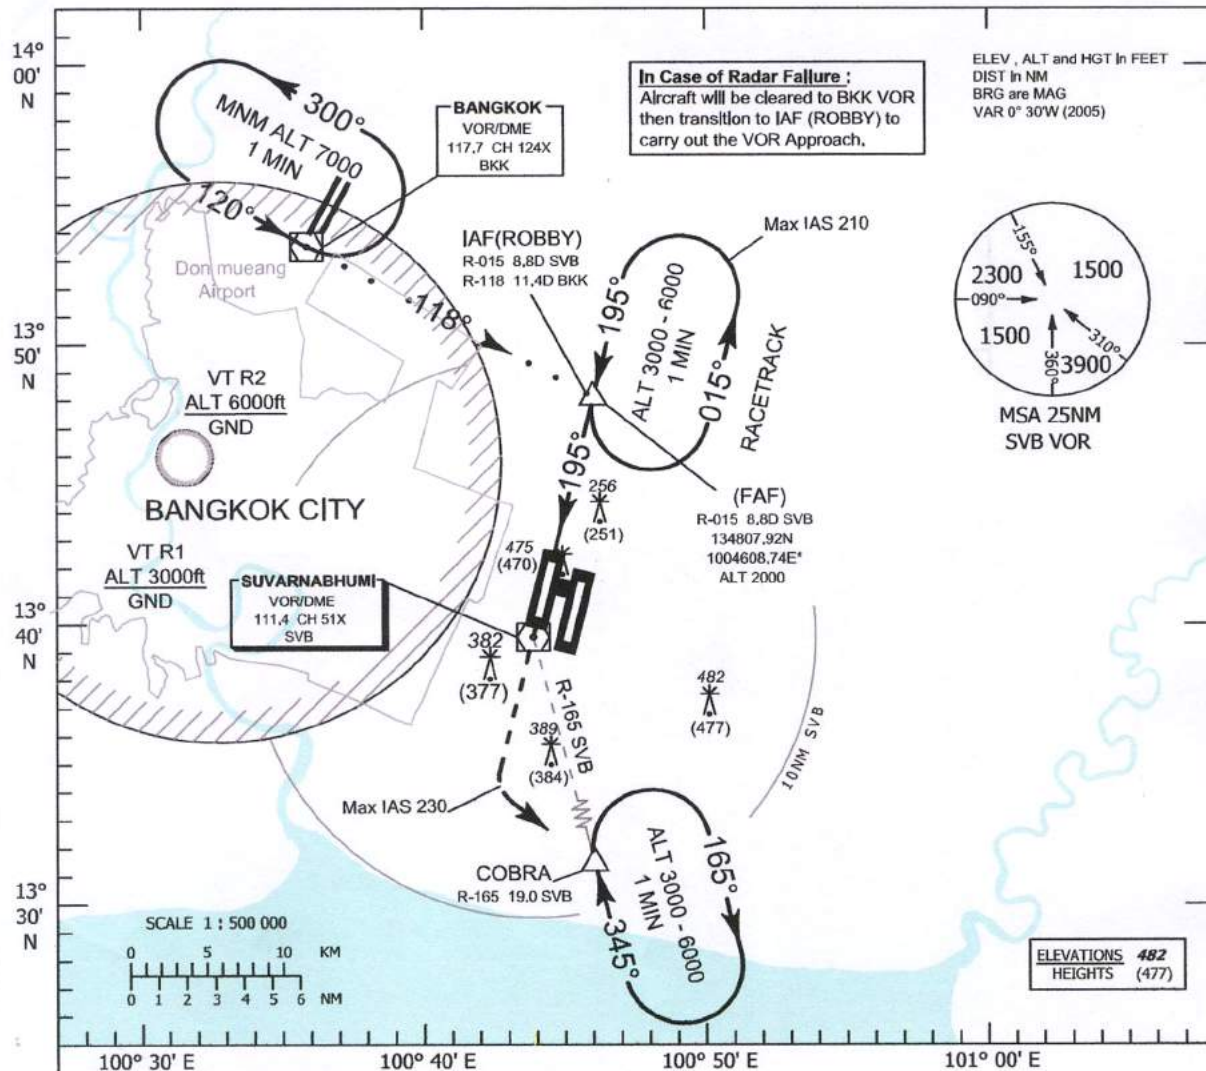 14°
00'
N
13°
50'
N
13°
40'
N
13°
30'
N
300°
MNM ALT 7000
1 MIN
120°
BANGKOK
VOR/DME
117.7 CH 124X
BKK
In Case of Radar Failure :
Aircraft will be cleared to BKK VOR
then transition to IAF (ROBBY) to
carry out the VOR Approach.
ELEV , ALT and HGT in FEET
DIST in NM
BRG are MAG
VAR 0° 30'W (2005)
Don mueang
Airport
118°
IAF(ROBBY)
R-015 8.8D SVB
R-118 11.4D BKK
Max IAS 210
195°
ALT 3000 - 6000
1 MIN
015°
RACETRACK
155°
2300
1500
090°
1500
310°
360°
3900
MSA 25NM
SVB VOR
VT R2
ALT 6000ft
GND
BANGKOK CITY
VT R1
ALT 3000ft
GND
195°
256
(251)
(FAF)
R-015 8.8D SVB
134807.92N
1004608.74E*
ALT 2000
475
(470)
SUVARNABHUMI
VOR/DME
111.4 CH 51X
SVB
382
(377)
R-165 SVB
389
(384)
482
(477)
10NM SVB
Max IAS 230
COBRA
R-165 19.0 SVB
165°
ALT 3000 - 6000
1 MIN
345°
SCALE 1 : 500 000
0 5 10 KM
0 1 2 3 4 5 6 NM
ELEVATIONS 482
HEIGHTS (477)
100° 30' E
100° 40' E
100° 50' E
101° 00' E